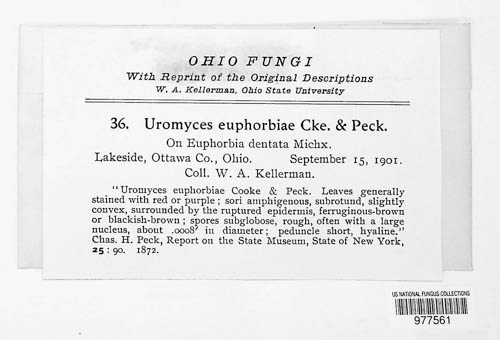 OHIO FUNGI
With Reprint of the Original Descriptions
W. A. Kellerman, Ohio State University
36. Uromyces euphorbiae Cke. & Peck.
On Euphorbia dentata Michx.
Lakeside, Ottawa Co., Ohio. September 15, 1901.
Coll. W. A. Kellerman.
"Uromyces euphorbiae Cooke & Peck. Leaves generally
stained with red or purple; sori amphigenous, subrotund, slightly
convex, surrounded by the ruptured epidermis, ferruginous-brown
or blackish-brown; spores subglobose, rough, often with a large
nucleus, about .0008' in diameter; peduncle short, hyaline."
Chas. H. Peck, Report on the State Museum, State of New York,
25: 90. 1872.
US NATIONAL FUNGUS COLLECTIONS
977561